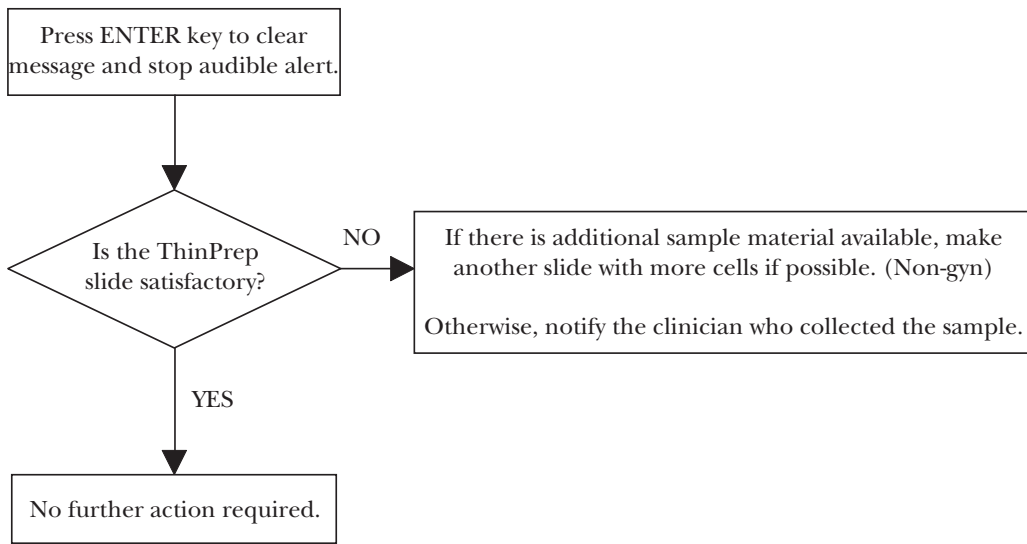 Press ENTER key to clear
message and stop audible alert.
Is the ThinPrep
slide satisfactory?
NO
If there is additional sample material available, make
another slide with more cells if possible. (Non-gyn)
Otherwise, notify the clinician who collected the sample.
YES
No further action required.